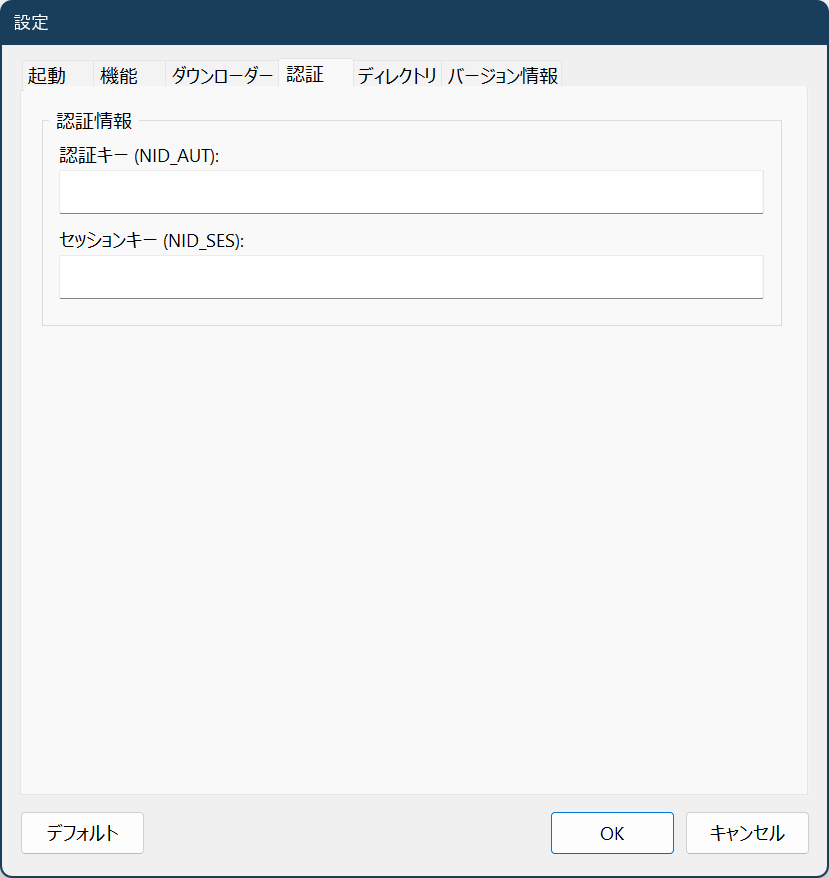 設定
起動 機能 ダウンローダー 認証 ディレクトリ バージョン情報
認証情報
認証キー (NID_AUT):
セッションキー (NID_SES):
デフォルト OK キャンセル